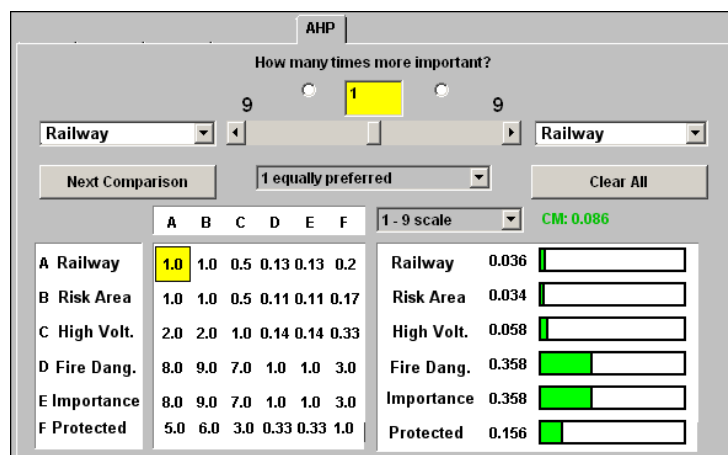 AHP
How many times more important?
9 1 9
Railway Railway
Next Comparison 1 equally preferred Clear All
A B C D E F 1 - 9 scale CM: 0.086
A Railway 1.0 1.0 0.5 0.13 0.13 0.2 Railway 0.036
B Risk Area 1.0 1.0 0.5 0.11 0.11 0.17 Risk Area 0.034
C High Volt. 2.0 2.0 1.0 0.14 0.14 0.33 High Volt. 0.058
D Fire Dang. 8.0 9.0 7.0 1.0 1.0 3.0 Fire Dang. 0.358
E Importance 8.0 9.0 7.0 1.0 1.0 3.0 Importance 0.358
F Protected 5.0 6.0 3.0 0.33 0.33 1.0 Protected 0.156